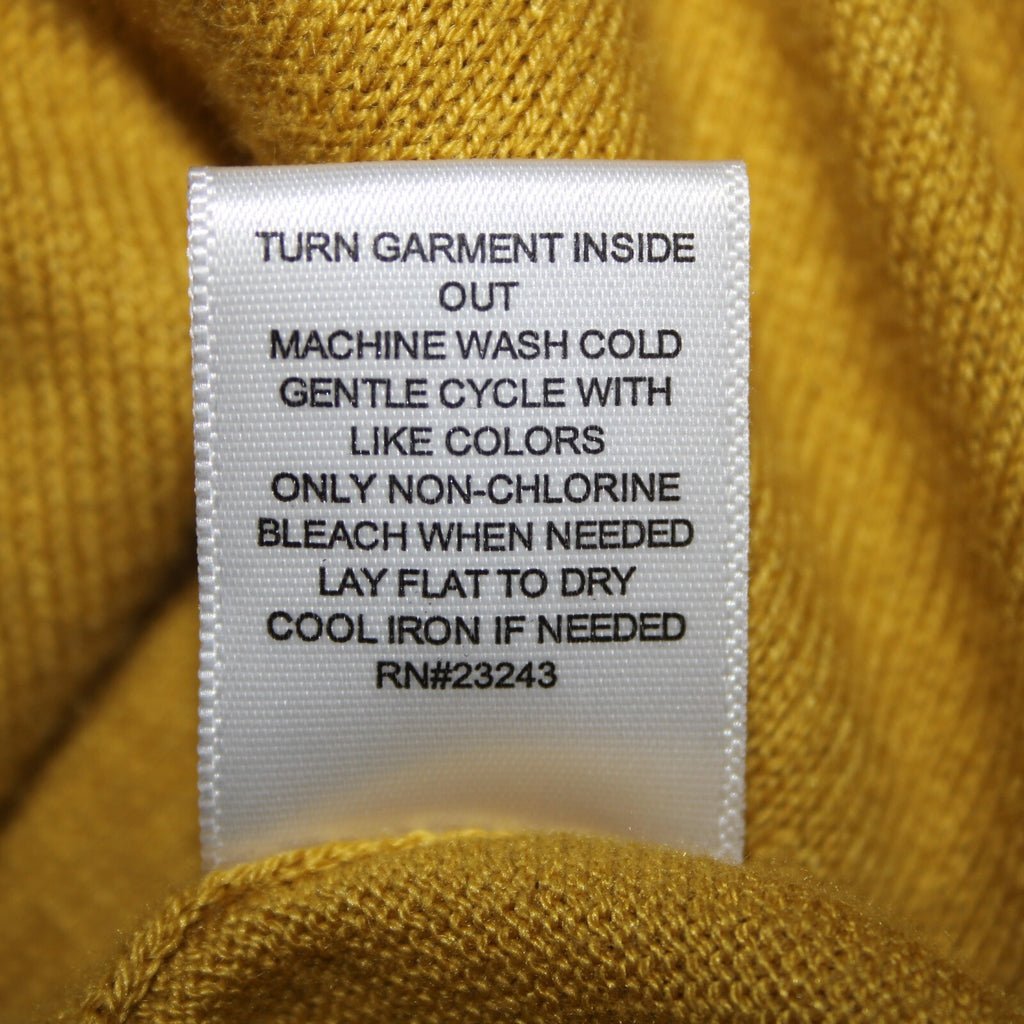 TURN GARMENT INSIDE
OUT
MACHINE WASH COLD
GENTLE CYCLE WITH
LIKE COLORS
ONLY NON-CHLORINE
BLEACH WHEN NEEDED
LAY FLAT TO DRY
COOL IRON IF NEEDED
RN#23243